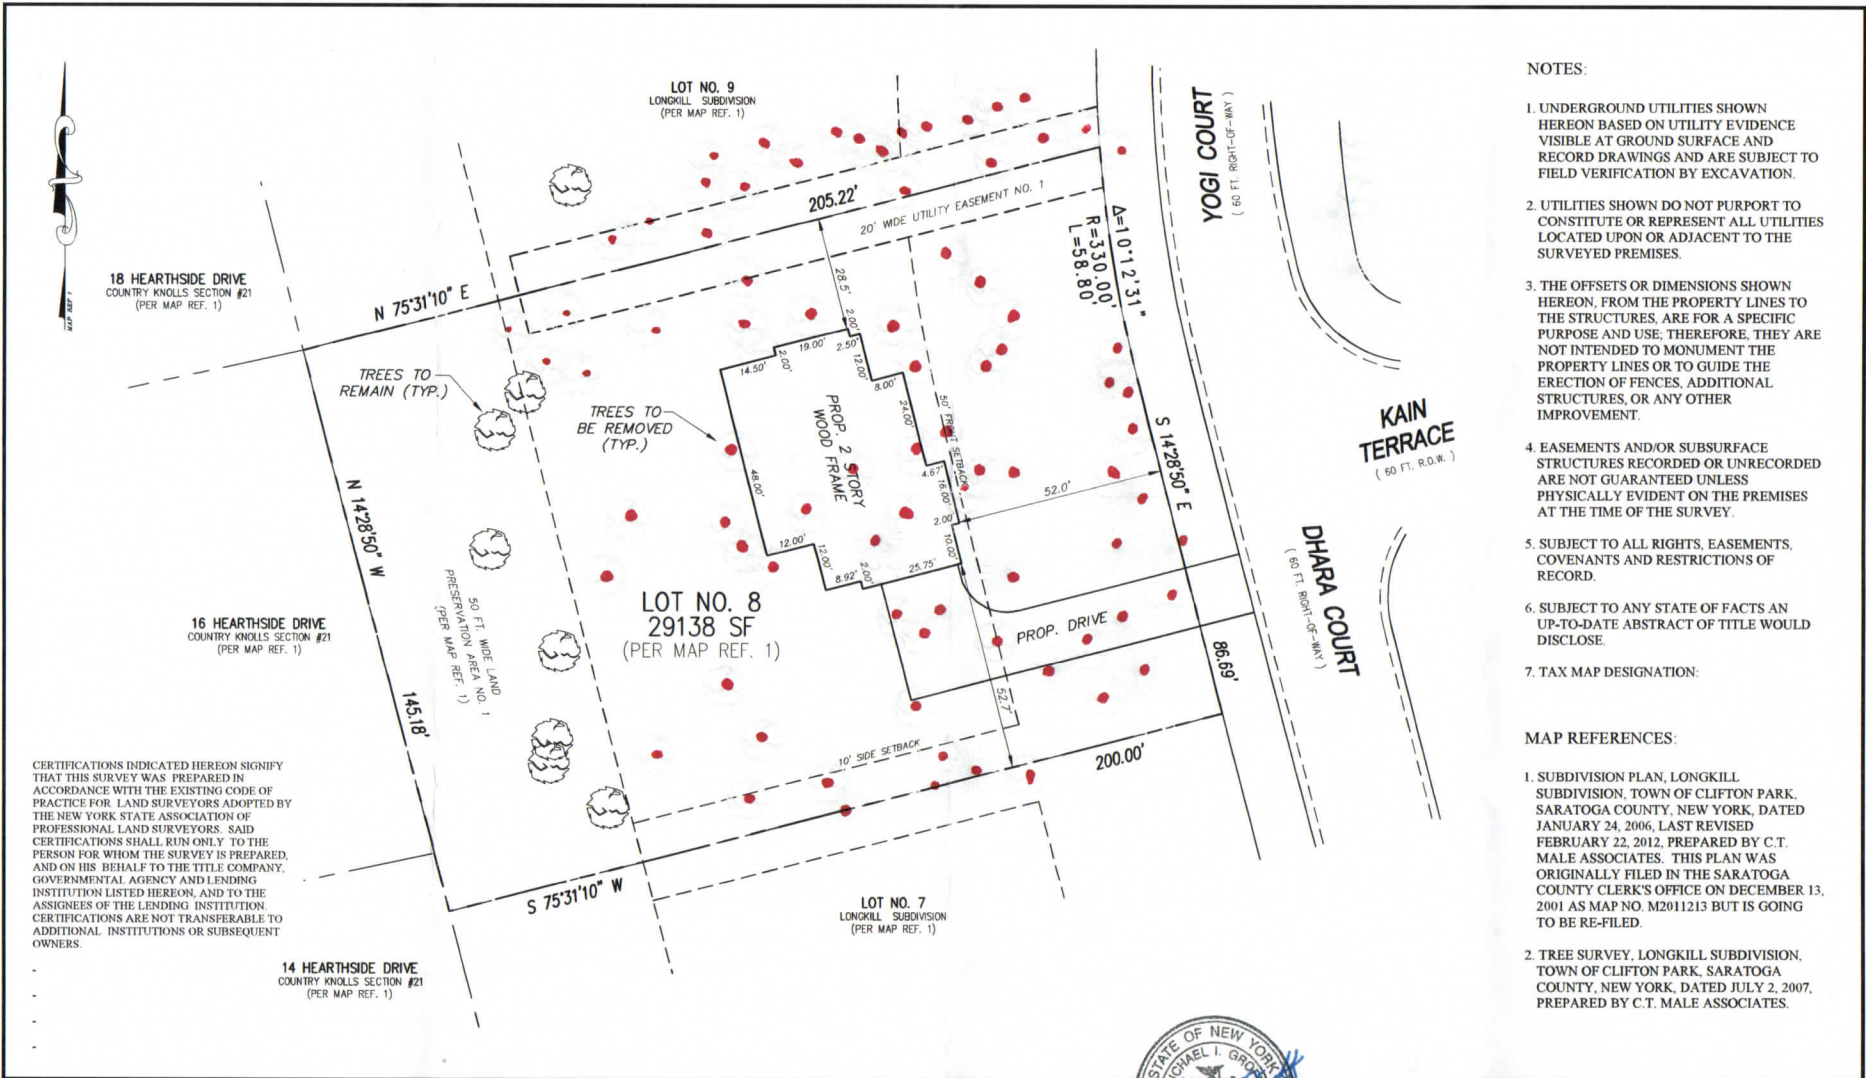 LOT NO. 9
LONGKILL SUBDIVISION
(PER MAP REF. 1)
MAP REF 1
18 HEARTHSIDE DRIVE
COUNTRY KNOLLS SECTION #21
(PER MAP REF. 1)
N 75°31'10" E
205.22'
20' WIDE UTILITY EASEMENT NO. 1
Δ=10°12'31"
R=330.00'
L=58.80'
YOGI COURT
( 60 FT. RIGHT-OF-WAY )
28.5'
2.00'
2.50'
19.00'
2.00'
14.50'
12.00'
8.00'
24.00'
50' FRONT SETBACK
4.67'
16.00'
2.00'
10.00'
52.0'
TREES TO
REMAIN (TYP.)
TREES TO
BE REMOVED
(TYP.)
PROP. 2 STORY
WOOD FRAME
48.00'
12.00'
12.00'
8.92'
2.00'
25.75'
S 14°28'50" E
KAIN
TERRACE
( 60 FT. R.O.W. )
DHARA COURT
( 60 FT. RIGHT-OF-WAY )
N 14°28'50" W
145.18'
50 FT. WIDE LAND
PRESERVATION AREA NO. 1
(PER MAP REF. 1)
16 HEARTHSIDE DRIVE
COUNTRY KNOLLS SECTION #21
(PER MAP REF. 1)
LOT NO. 8
29138 SF
(PER MAP REF. 1)
PROP. DRIVE
86.69'
52.7'
10' SIDE SETBACK
200.00'
S 75°31'10" W
LOT NO. 7
LONGKILL SUBDIVISION
(PER MAP REF. 1)
14 HEARTHSIDE DRIVE
COUNTRY KNOLLS SECTION #21
(PER MAP REF. 1)
CERTIFICATIONS INDICATED HEREON SIGNIFY
THAT THIS SURVEY WAS PREPARED IN
ACCORDANCE WITH THE EXISTING CODE OF
PRACTICE FOR LAND SURVEYORS ADOPTED BY
THE NEW YORK STATE ASSOCIATION OF
PROFESSIONAL LAND SURVEYORS. SAID
CERTIFICATIONS SHALL RUN ONLY TO THE
PERSON FOR WHOM THE SURVEY IS PREPARED,
AND ON HIS BEHALF TO THE TITLE COMPANY,
GOVERNMENTAL AGENCY AND LENDING
INSTITUTION LISTED HEREON, AND TO THE
ASSIGNEES OF THE LENDING INSTITUTION.
CERTIFICATIONS ARE NOT TRANSFERABLE TO
ADDITIONAL INSTITUTIONS OR SUBSEQUENT
OWNERS.
-
-
-
-
NOTES:
1. UNDERGROUND UTILITIES SHOWN
HEREON BASED ON UTILITY EVIDENCE
VISIBLE AT GROUND SURFACE AND
RECORD DRAWINGS AND ARE SUBJECT TO
FIELD VERIFICATION BY EXCAVATION.
2. UTILITIES SHOWN DO NOT PURPORT TO
CONSTITUTE OR REPRESENT ALL UTILITIES
LOCATED UPON OR ADJACENT TO THE
SURVEYED PREMISES.
3. THE OFFSETS OR DIMENSIONS SHOWN
HEREON, FROM THE PROPERTY LINES TO
THE STRUCTURES, ARE FOR A SPECIFIC
PURPOSE AND USE; THEREFORE, THEY ARE
NOT INTENDED TO MONUMENT THE
PROPERTY LINES OR TO GUIDE THE
ERECTION OF FENCES, ADDITIONAL
STRUCTURES, OR ANY OTHER
IMPROVEMENT.
4. EASEMENTS AND/OR SUBSURFACE
STRUCTURES RECORDED OR UNRECORDED
ARE NOT GUARANTEED UNLESS
PHYSICALLY EVIDENT ON THE PREMISES
AT THE TIME OF THE SURVEY.
5. SUBJECT TO ALL RIGHTS, EASEMENTS,
COVENANTS AND RESTRICTIONS OF
RECORD.
6. SUBJECT TO ANY STATE OF FACTS AN
UP-TO-DATE ABSTRACT OF TITLE WOULD
DISCLOSE.
7. TAX MAP DESIGNATION:
MAP REFERENCES:
1. SUBDIVISION PLAN, LONGKILL
SUBDIVISION, TOWN OF CLIFTON PARK,
SARATOGA COUNTY, NEW YORK, DATED
JANUARY 24, 2006, LAST REVISED
FEBRUARY 22, 2012, PREPARED BY C.T.
MALE ASSOCIATES. THIS PLAN WAS
ORIGINALLY FILED IN THE SARATOGA
COUNTY CLERK'S OFFICE ON DECEMBER 13,
2001 AS MAP NO. M2011213 BUT IS GOING
TO BE RE-FILED.
2. TREE SURVEY, LONGKILL SUBDIVISION,
TOWN OF CLIFTON PARK, SARATOGA
COUNTY, NEW YORK, DATED JULY 2, 2007,
PREPARED BY C.T. MALE ASSOCIATES.
STATE OF NEW YORK
MICHAEL I.